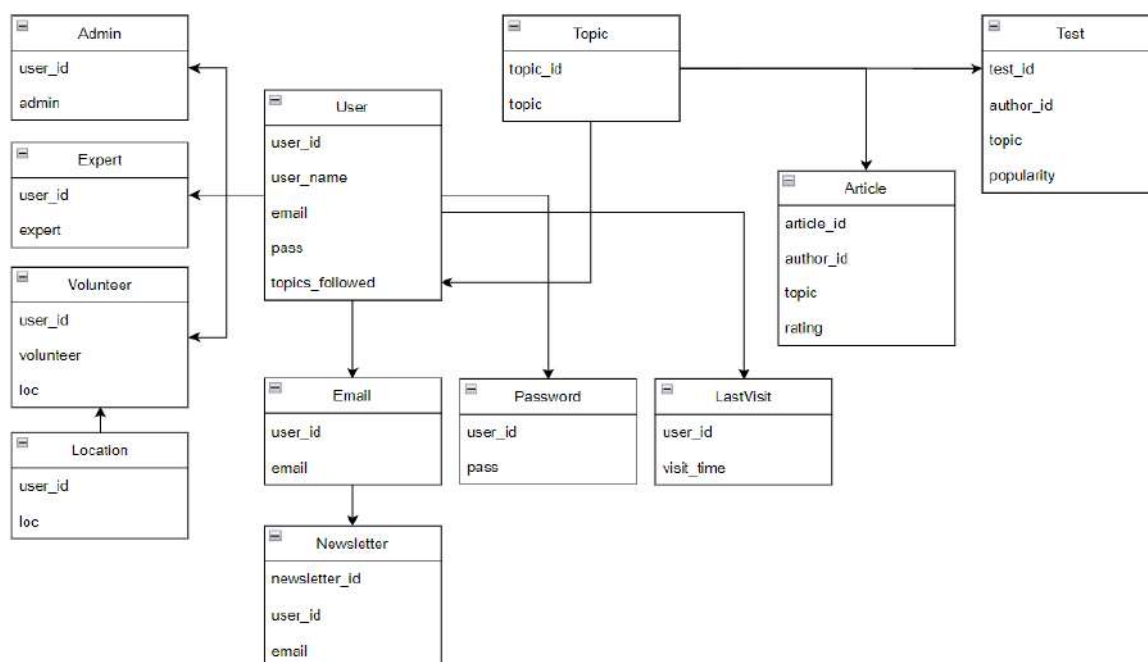 Admin
user_id
admin
Expert
user_id
expert
Volunteer
user_id
volunteer
loc
Location
user_id
loc
User
user_id
user_name
email
pass
topics_followed
Email
user_id
email
Newsletter
newsletter_id
user_id
email
Topic
topic_id
topic
Password
user_id
pass
LastVisit
user_id
visit_time
Article
article_id
author_id
topic
rating
Test
test_id
author_id
topic
popularity